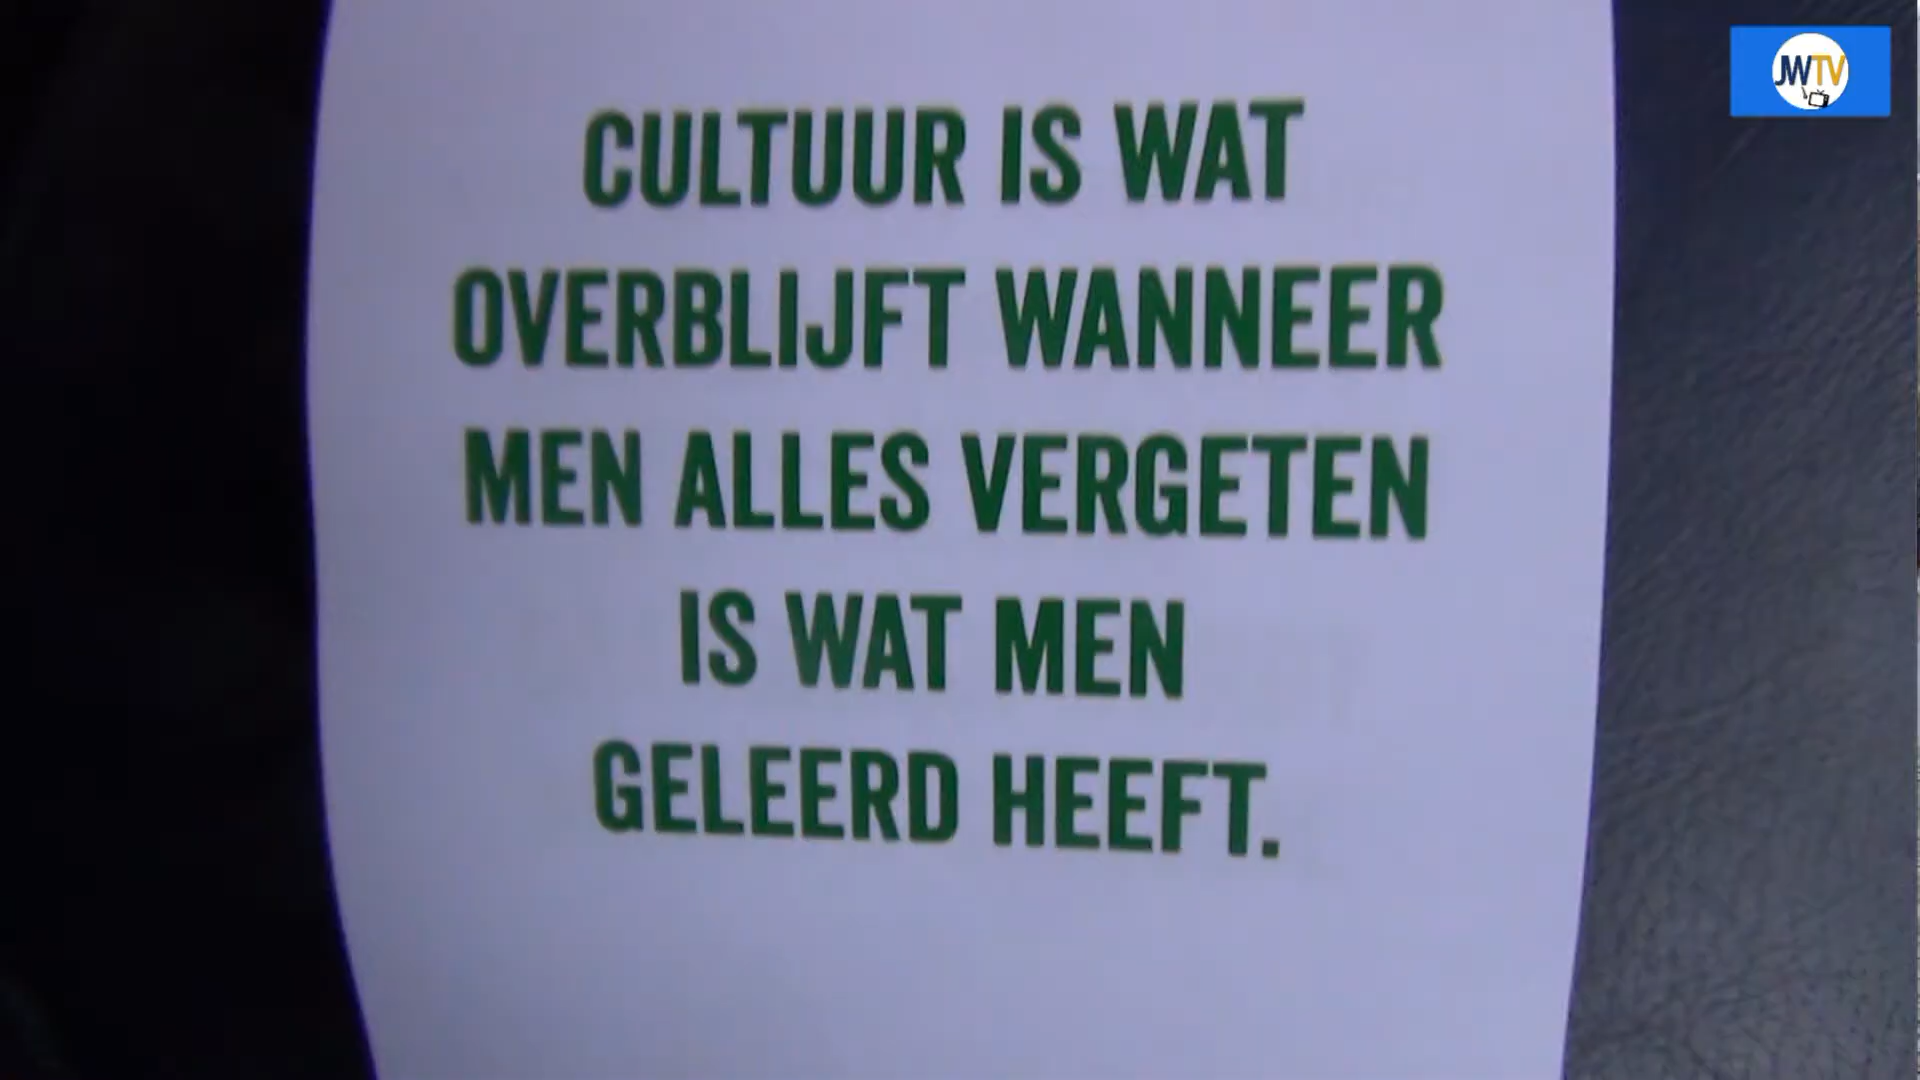 JWTV
CULTUUR IS WAT
OVERBLIJFT WANNEER
MEN ALLES VERGETEN
IS WAT MEN
GELEERD HEEFT.